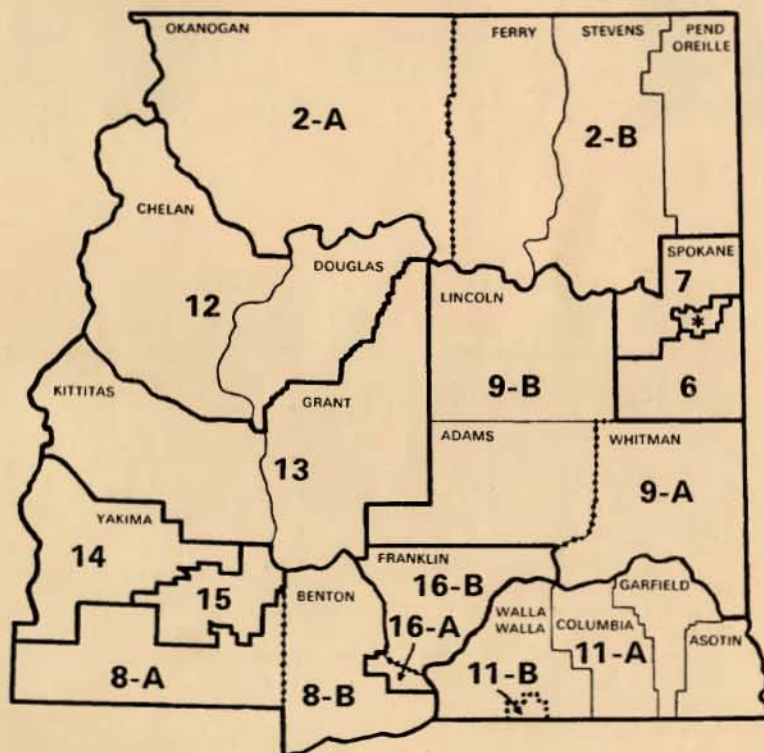 OKANOGAN
FERRY
STEVENS
PEND
OREILLE
2-A
2-B
CHELAN
DOUGLAS
SPOKANE
7
LINCOLN
12
*
KITTITAS
GRANT
9-B
6
ADAMS
WHITMAN
13
9-A
YAKIMA
14
FRANKLIN
16-B
15
BENTON
GARFIELD
WALLA
WALLA
COLUMBIA
16-A
11-A
ASOTIN
8-A
8-B
11-B